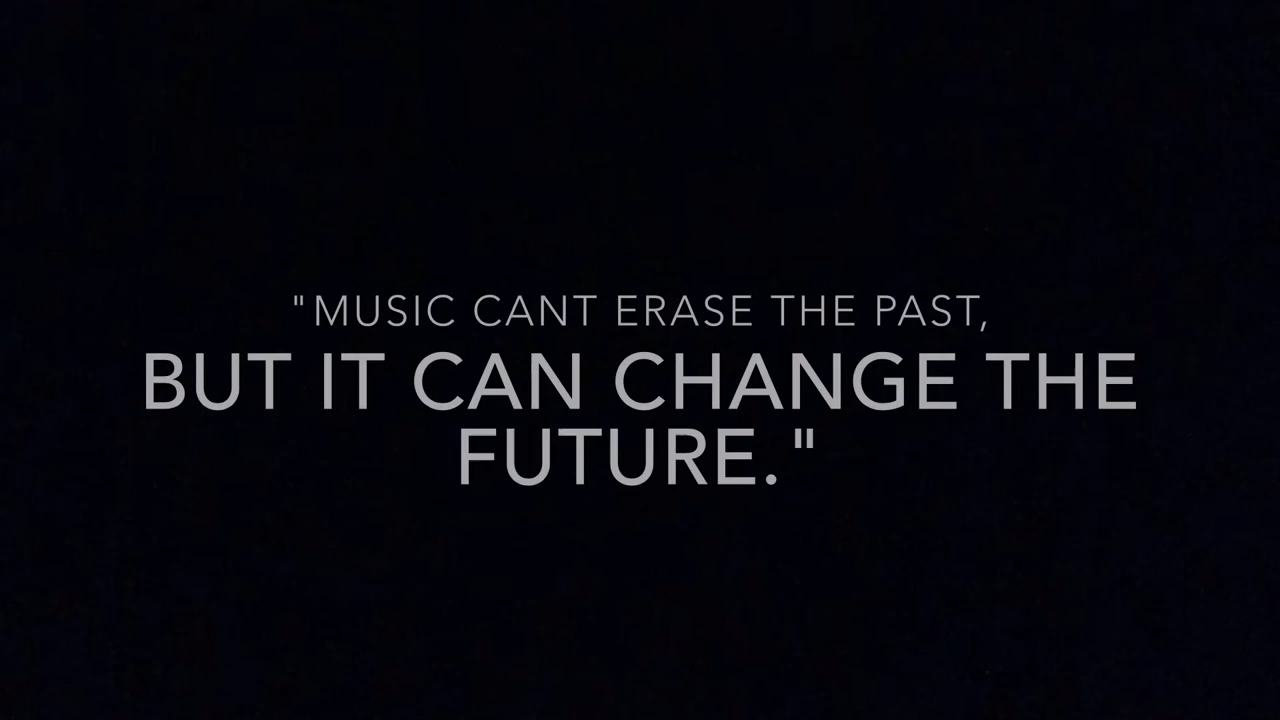 "MUSIC CANT ERASE THE PAST,
BUT IT CAN CHANGE THE
FUTURE."